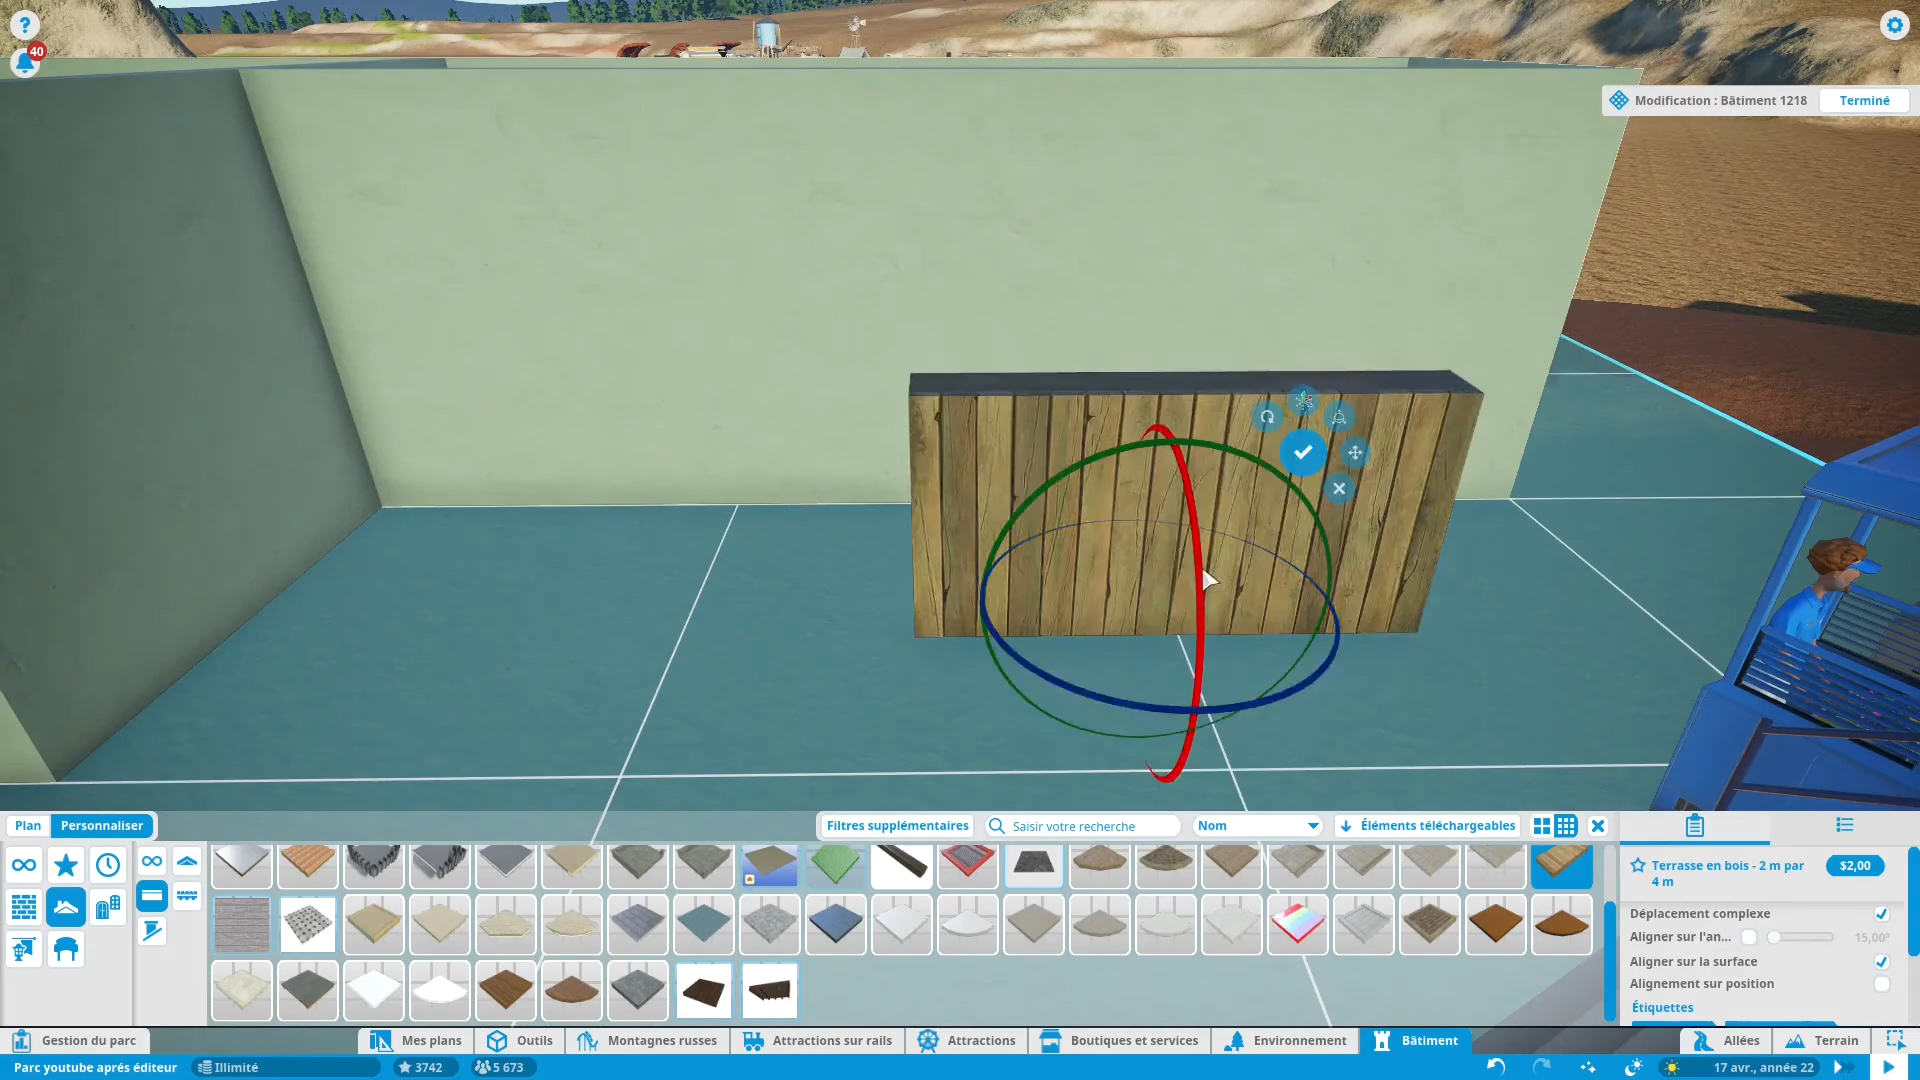 ?
40
Modification : Bâtiment 1218
Terminé
Plan
Personnaliser
Filtres supplémentaires
Saisir votre recherche
Nom
Éléments téléchargeables
Terrasse en bois - 2 m par
4 m
$2,00
Déplacement complexe
Aligner sur l'an...
15,00°
Aligner sur la surface
Alignement sur position
Étiquettes
Gestion du parc
Mes plans
Outils
Montagnes russes
Attractions sur rails
Attractions
Boutiques et services
Environnement
Bâtiment
Allées
Terrain
Parc youtube aprés éditeur
Illimité
3742
5 673
17 avr., année 22